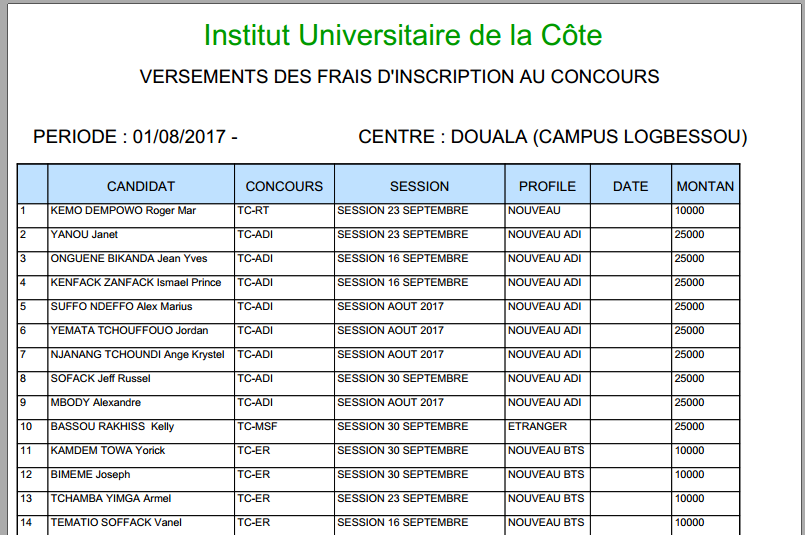 Institut Universitaire de la Côte
VERSEMENTS DES FRAIS D'INSCRIPTION AU CONCOURS
PERIODE : 01/08/2017 - CENTRE : DOUALA (CAMPUS LOGBESSOU)
CANDIDAT CONCOURS SESSION PROFILE DATE MONTAN
1 KEMO DEMPOWO Roger Mar TC-RT SESSION 23 SEPTEMBRE NOUVEAU 10000
2 YANOU Janet TC-ADI SESSION 23 SEPTEMBRE NOUVEAU ADI 25000
3 ONGUENE BIKANDA Jean Yves TC-ADI SESSION 16 SEPTEMBRE NOUVEAU ADI 25000
4 KENFACK ZANFACK Ismael Prince TC-ADI SESSION 16 SEPTEMBRE NOUVEAU ADI 25000
5 SUFFO NDEFFO Alex Marius TC-ADI SESSION AOUT 2017 NOUVEAU ADI 25000
6 YEMATA TCHOUFFOUO Jordan TC-ADI SESSION AOUT 2017 NOUVEAU ADI 25000
7 NJANANG TCHOUNDI Ange Krystel TC-ADI SESSION AOUT 2017 NOUVEAU ADI 25000
8 SOFACK Jeff Russel TC-ADI SESSION 30 SEPTEMBRE NOUVEAU ADI 25000
9 MBODY Alexandre TC-ADI SESSION AOUT 2017 NOUVEAU ADI 25000
10 BASSOU RAKHISS Kelly TC-MSF SESSION 30 SEPTEMBRE ETRANGER 25000
11 KAMDEM TOWA Yorick TC-ER SESSION 30 SEPTEMBRE NOUVEAU BTS 10000
12 BIMEME Joseph TC-ER SESSION 30 SEPTEMBRE NOUVEAU BTS 10000
13 TCHAMBA YIMGA Armel TC-ER SESSION 23 SEPTEMBRE NOUVEAU BTS 10000
14 TEMATIO SOFFACK Vanel TC-ER SESSION 16 SEPTEMBRE NOUVEAU BTS 10000